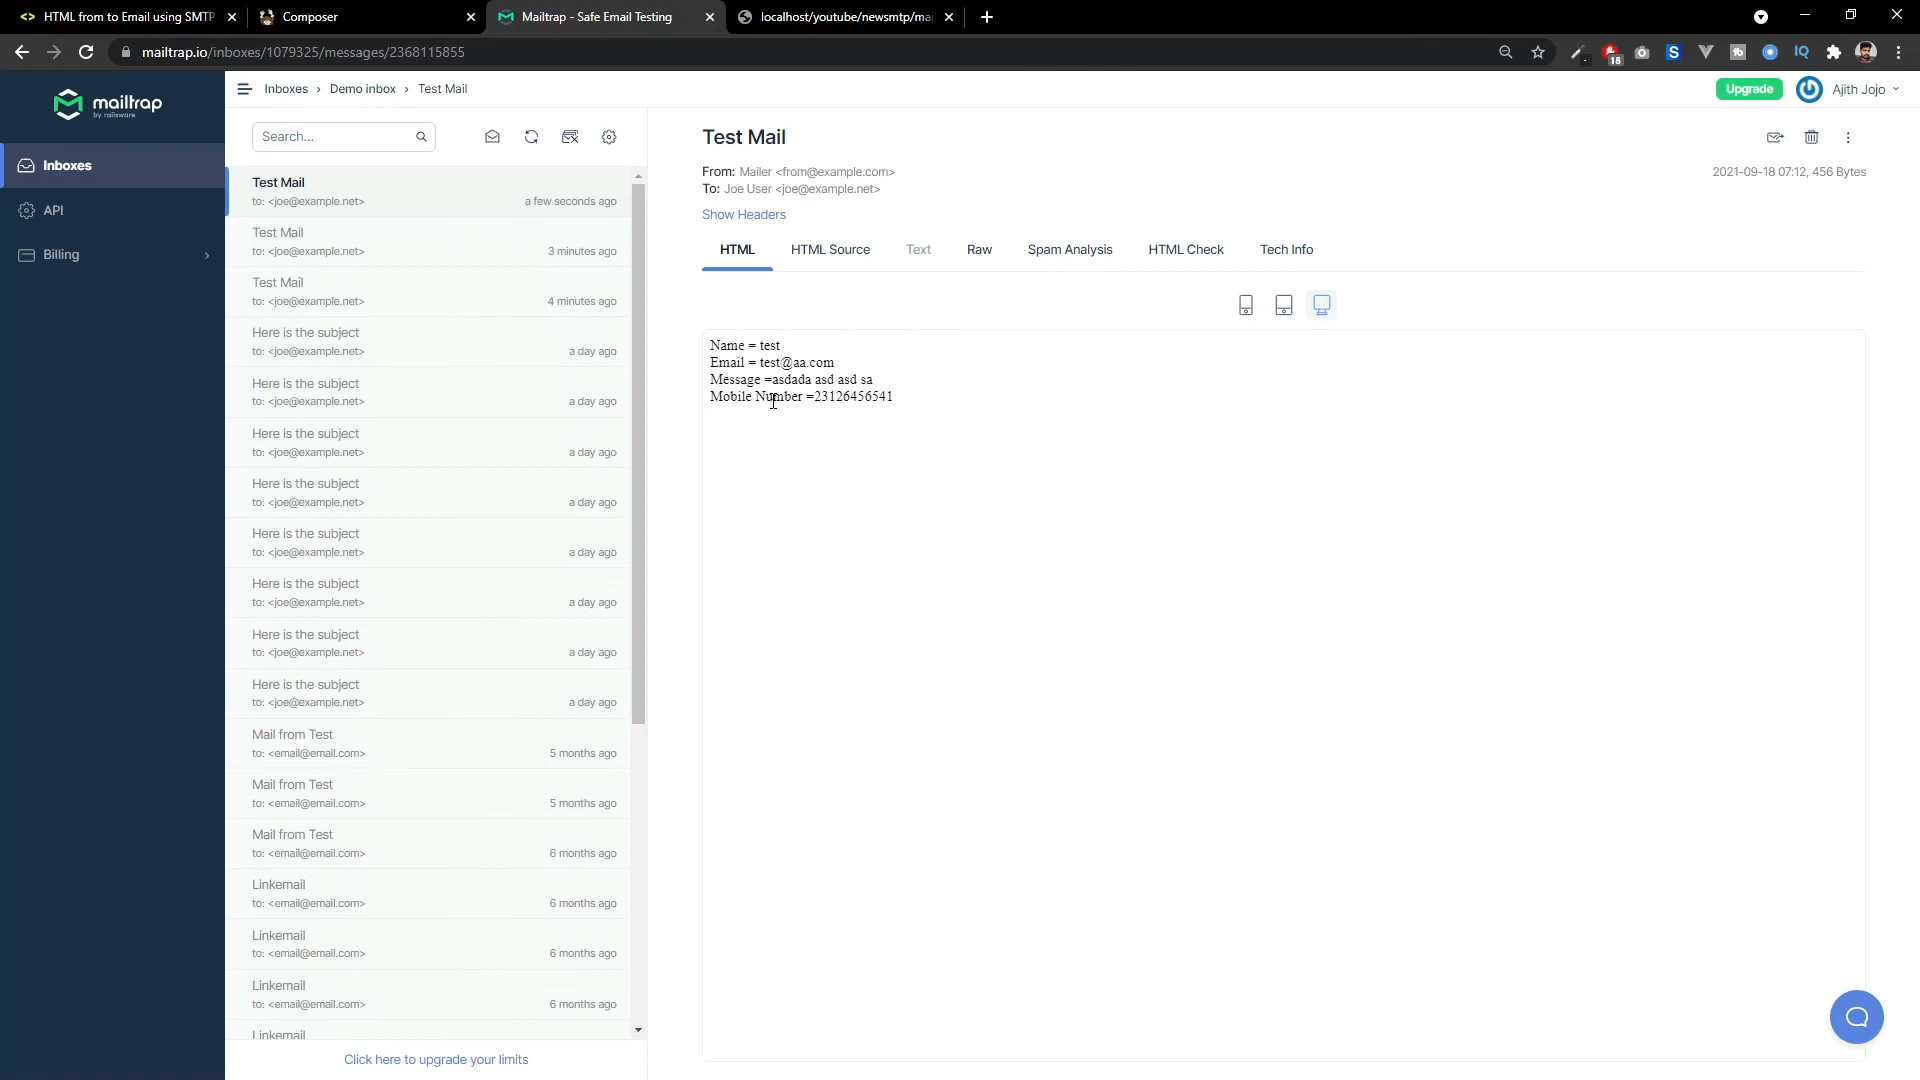 HTML from to Email using SMTP
Composer
Mailtrap - Safe Email Testing
localhost/youtube/newsmtp/mai
mailtrap.io/inboxes/1079325/messages/2368115855
18
mailtrap
by railsware
Inboxes
API
Billing
Inboxes › Demo inbox › Test Mail
Upgrade
Ajith Jojo
Search...
Test Mail
to: <joe@example.net>
a few seconds ago
Test Mail
to: <joe@example.net>
3 minutes ago
Test Mail
to: <joe@example.net>
4 minutes ago
Here is the subject
to: <joe@example.net>
a day ago
Here is the subject
to: <joe@example.net>
a day ago
Here is the subject
to: <joe@example.net>
a day ago
Here is the subject
to: <joe@example.net>
a day ago
Here is the subject
to: <joe@example.net>
a day ago
Here is the subject
to: <joe@example.net>
a day ago
Here is the subject
to: <joe@example.net>
a day ago
Here is the subject
to: <joe@example.net>
a day ago
Mail from Test
to: <email@email.com>
5 months ago
Mail from Test
to: <email@email.com>
5 months ago
Mail from Test
to: <email@email.com>
6 months ago
Linkemail
to: <email@email.com>
6 months ago
Linkemail
to: <email@email.com>
6 months ago
Linkemail
to: <email@email.com>
6 months ago
Linkemail
Click here to upgrade your limits
Test Mail
From: Mailer <from@example.com>
2021-09-18 07:12, 456 Bytes
To: Joe User <joe@example.net>
Show Headers
HTML
HTML Source
Text
Raw
Spam Analysis
HTML Check
Tech Info
Name = test
Email = test@aa.com
Message =asdada asd asd sa
Mobile Number =23126456541